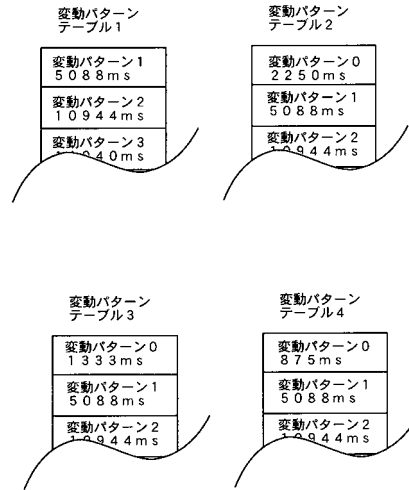 変動パターン
テーブル1
変動パターン1
5088ms
変動パターン2
10944ms
変動パターン3
変動パターン
テーブル2
変動パターン0
2250ms
変動パターン1
5088ms
変動パターン2
10944ms
変動パターン
テーブル3
変動パターン0
1333ms
変動パターン1
5088ms
変動パターン2
10944ms
変動パターン
テーブル4
変動パターン0
875ms
変動パターン1
5088ms
変動パターン2
10944ms